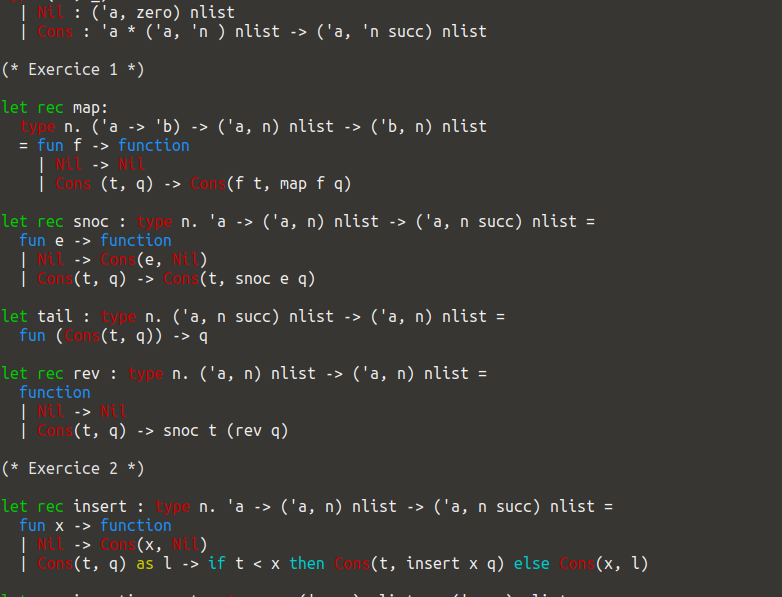 | Nil : ('a, zero) nlist
| Cons : 'a * ('a, 'n ) nlist -> ('a, 'n succ) nlist
(* Exercice 1 *)
let rec map:
type n. ('a -> 'b) -> ('a, n) nlist -> ('b, n) nlist
= fun f -> function
| Nil -> Nil
| Cons (t, q) -> Cons(f t, map f q)
let rec snoc : type n. 'a -> ('a, n) nlist -> ('a, n succ) nlist =
fun e -> function
| Nil -> Cons(e, Nil)
| Cons(t, q) -> Cons(t, snoc e q)
let tail : type n. ('a, n succ) nlist -> ('a, n) nlist =
fun (Cons(t, q)) -> q
let rec rev : type n. ('a, n) nlist -> ('a, n) nlist =
function
| Nil -> Nil
| Cons(t, q) -> snoc t (rev q)
(* Exercice 2 *)
let rec insert : type n. 'a -> ('a, n) nlist -> ('a, n succ) nlist =
fun x -> function
| Nil -> Cons(x, Nil)
| Cons(t, q) as l -> if t < x then Cons(t, insert x q) else Cons(x, l)